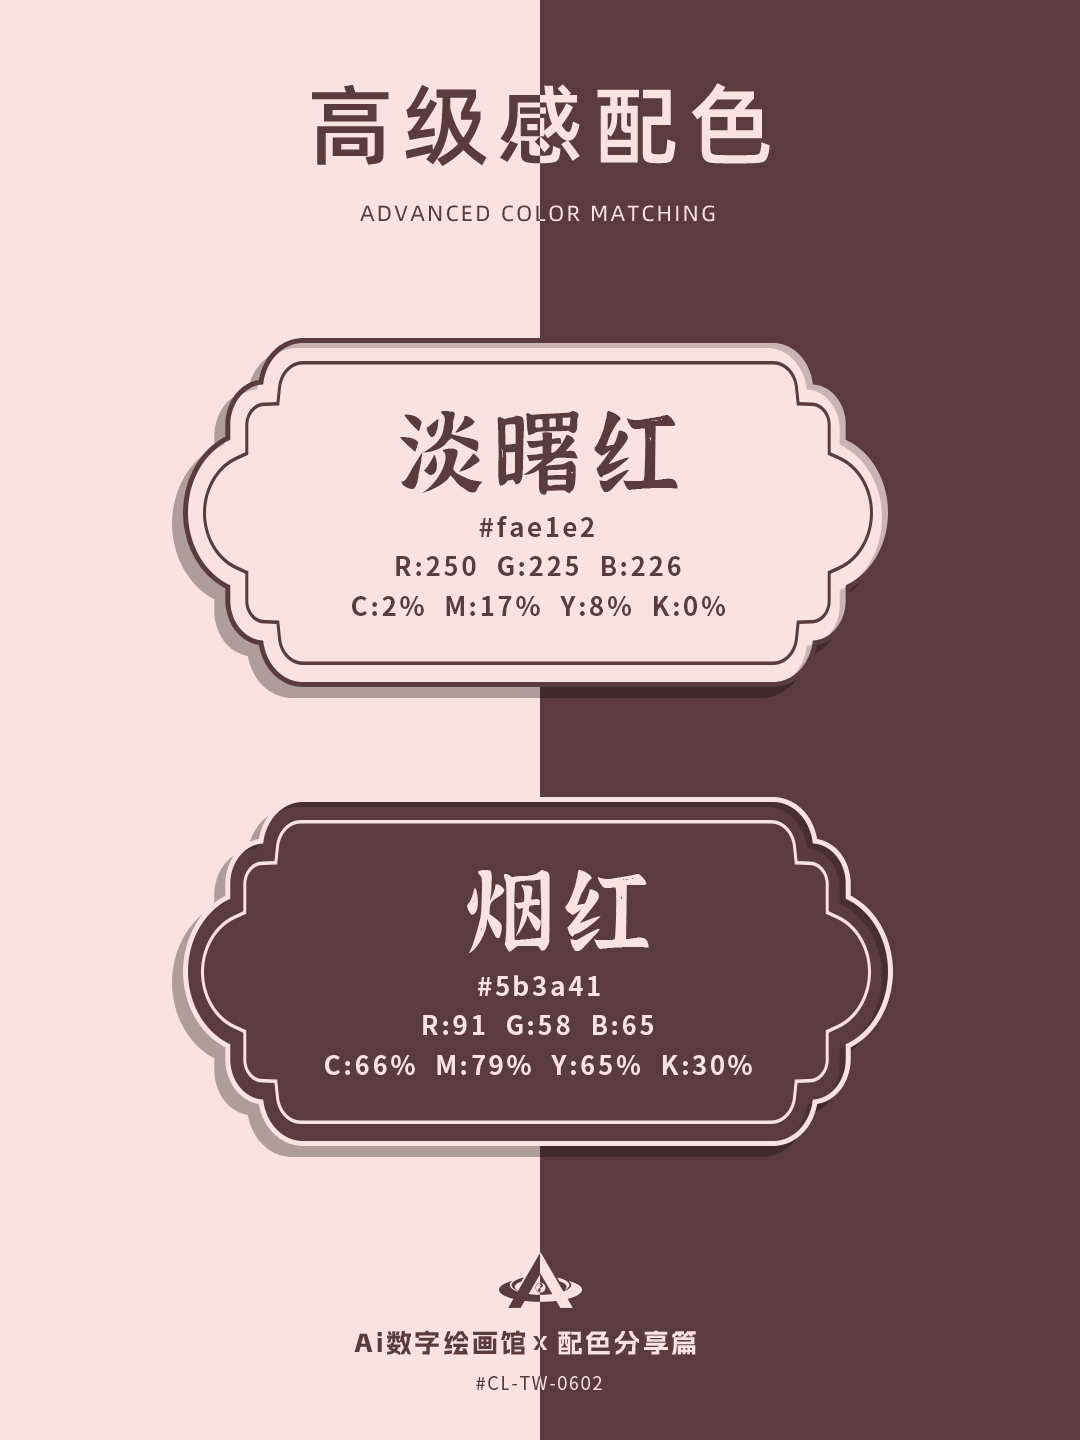 高级感配色
ADVANCED COLOR MATCHING
淡曙红
#fae1e2
R:250 G:225 B:226
C:2% M:17% Y:8% K:0%
烟红
#5b3a41
R:91 G:58 B:65
C:66% M:79% Y:65% K:30%
Ai数字绘画馆 x 配色分享篇
#CL-TW-0602